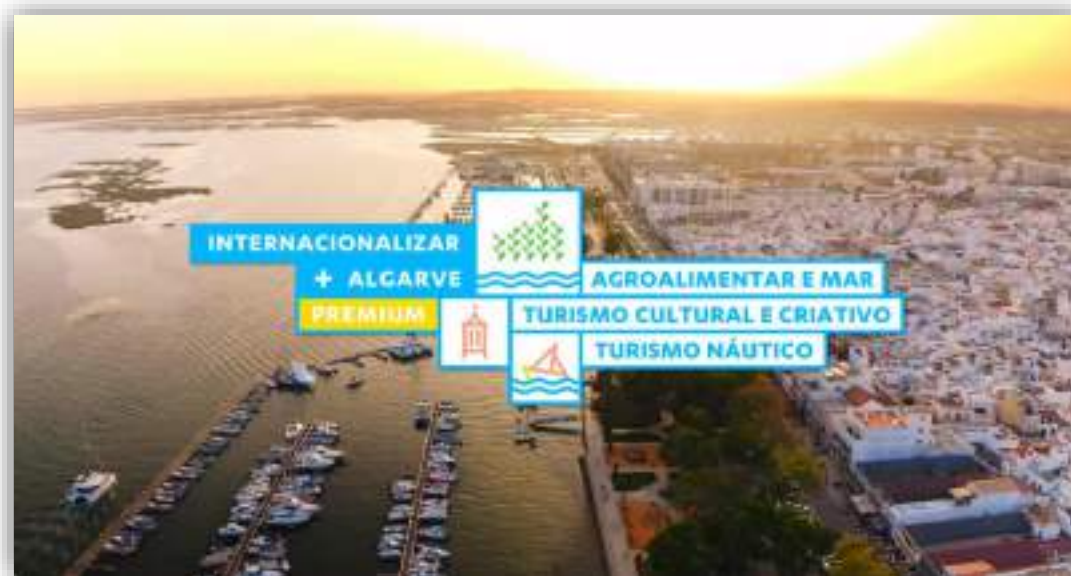 INTERNACIONALIZAR
+ ALGARVE
PREMIUM
AGROALIMENTAR E MAR
TURISMO CULTURAL E CRIATIVO
TURISMO NÁUTICO